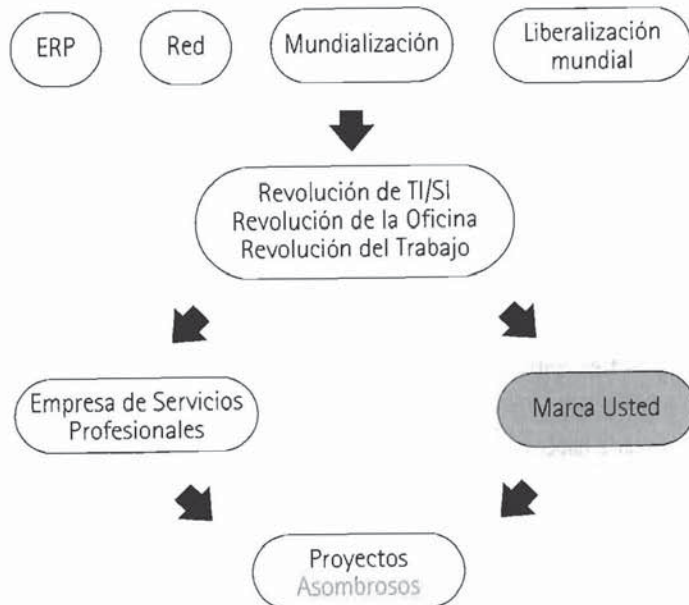 ERP
Red
Mundialización
Liberalización
mundial
Revolución de TI/SI
Revolución de la Oficina
Revolución del Trabajo
Empresa de Servicios
Profesionales
Marca Usted
Proyectos
Asombrosos